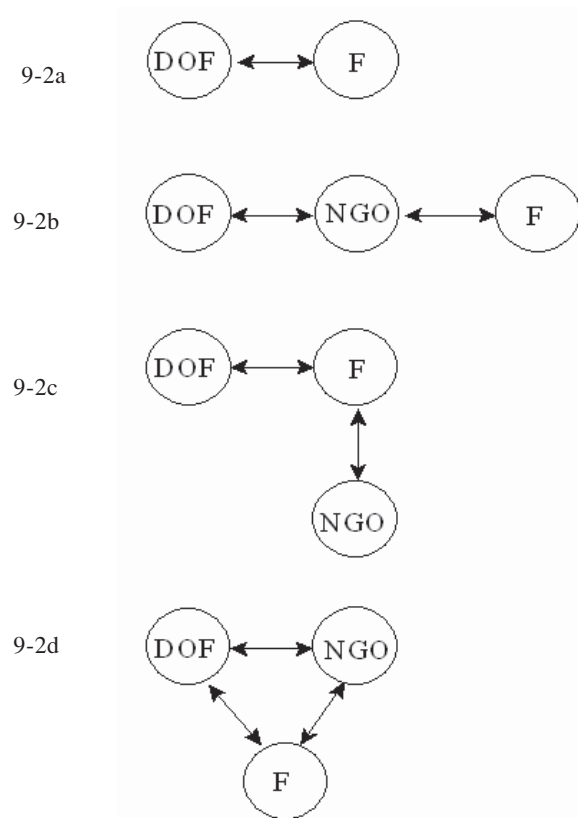 9-2a
DOF F
9-2b
DOF NGO F
9-2c
DOF F
NGO
9-2d
DOF NGO
F